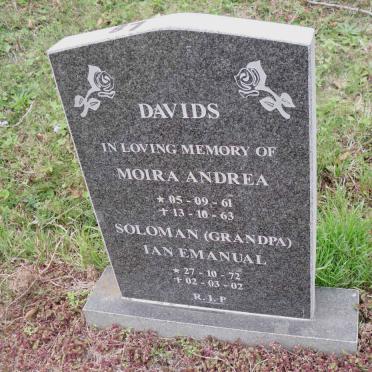 DAVIDS
IN LOVING MEMORY OF
MOIRA ANDREA
★ 05 - 09 - 61
✝ 13 - 10 - 63
SOLOMAN (GRANDPA)
IAN EMANUAL
★ 27 - 10 - 72
✝ 02 - 03 - 02
R.I.P